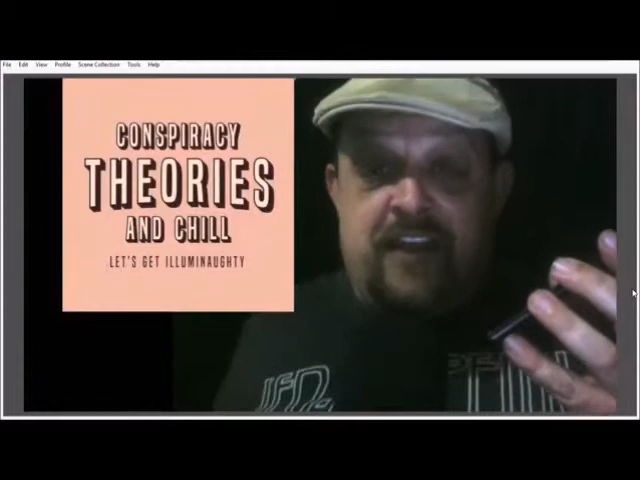 File Edit View Profile Scene Collection Tools Help
CONSPIRACY
THEORIES
AND CHILL
LET'S GET ILLUMINAUGHTY